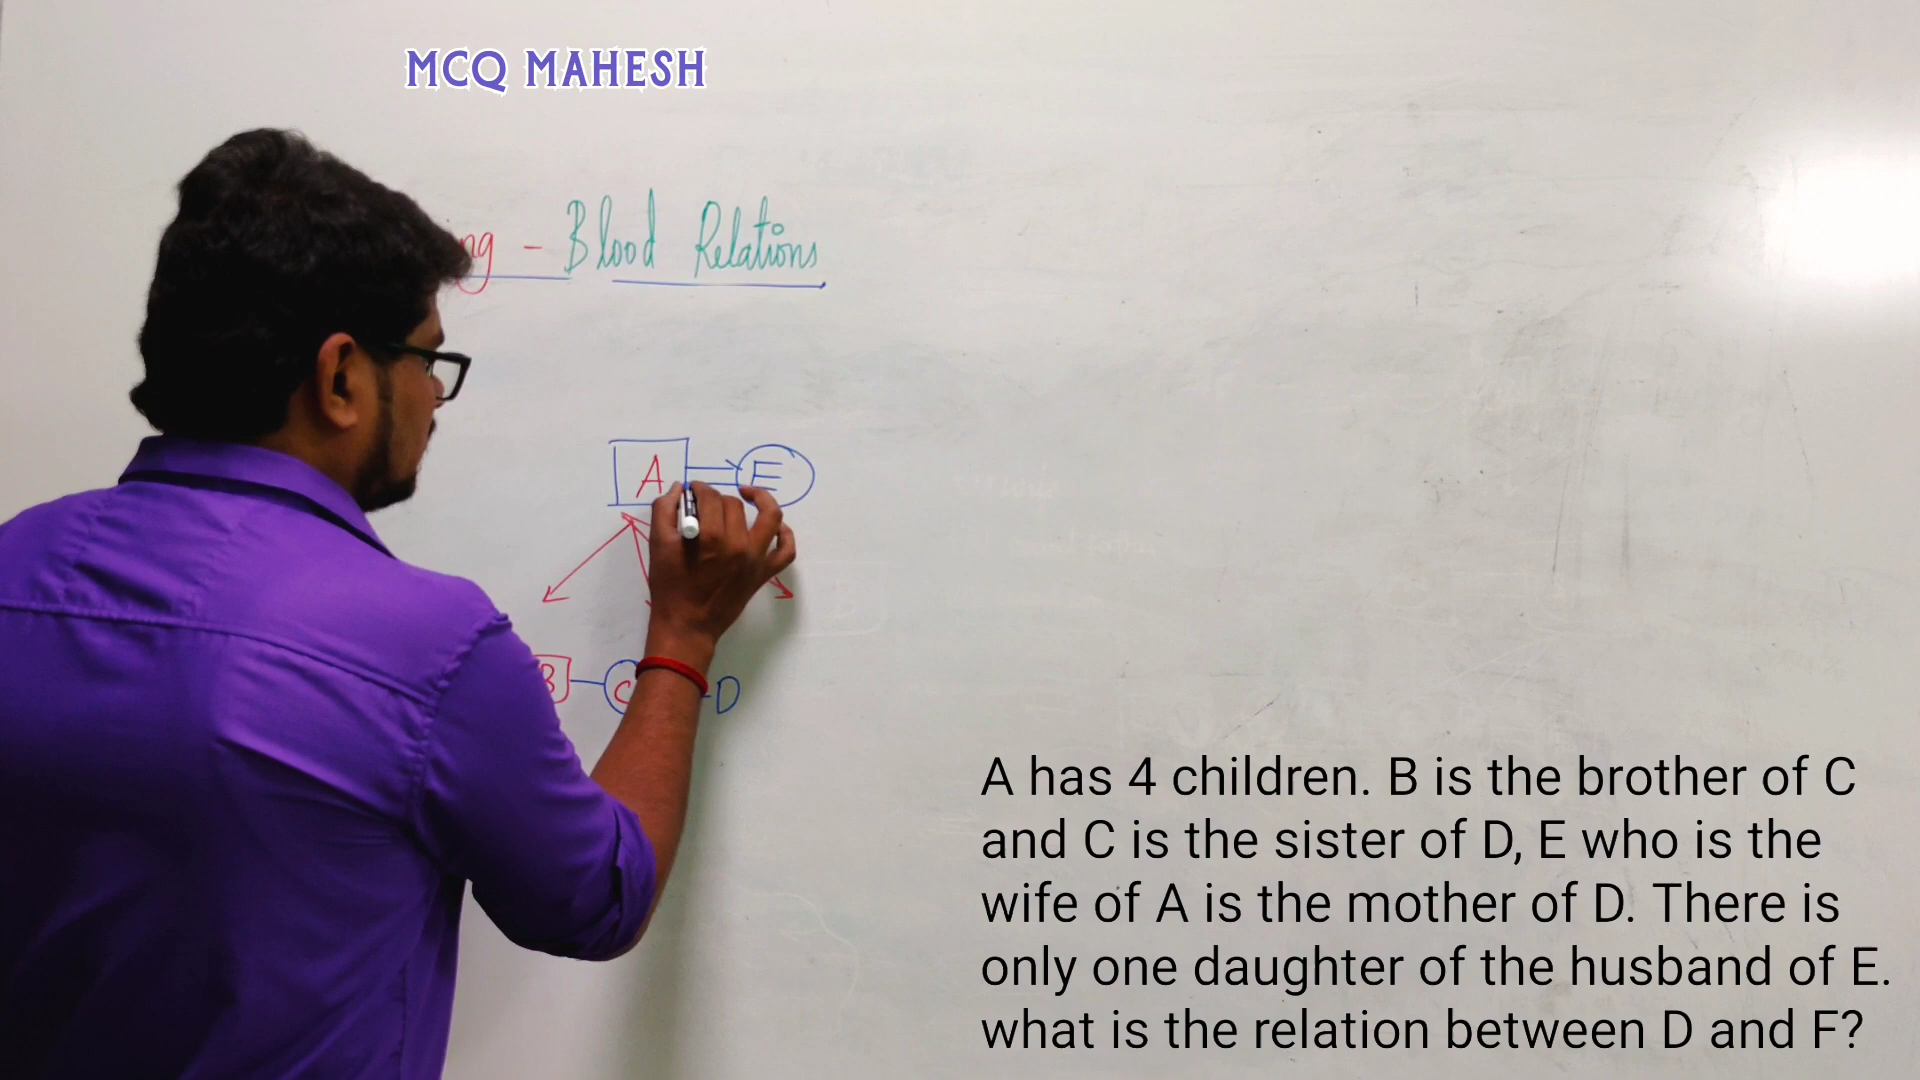 MCQ MAHESH
ng - Blood Relations
A E
B C D
A has 4 children. B is the brother of C
and C is the sister of D, E who is the
wife of A is the mother of D. There is
only one daughter of the husband of E.
what is the relation between D and F?